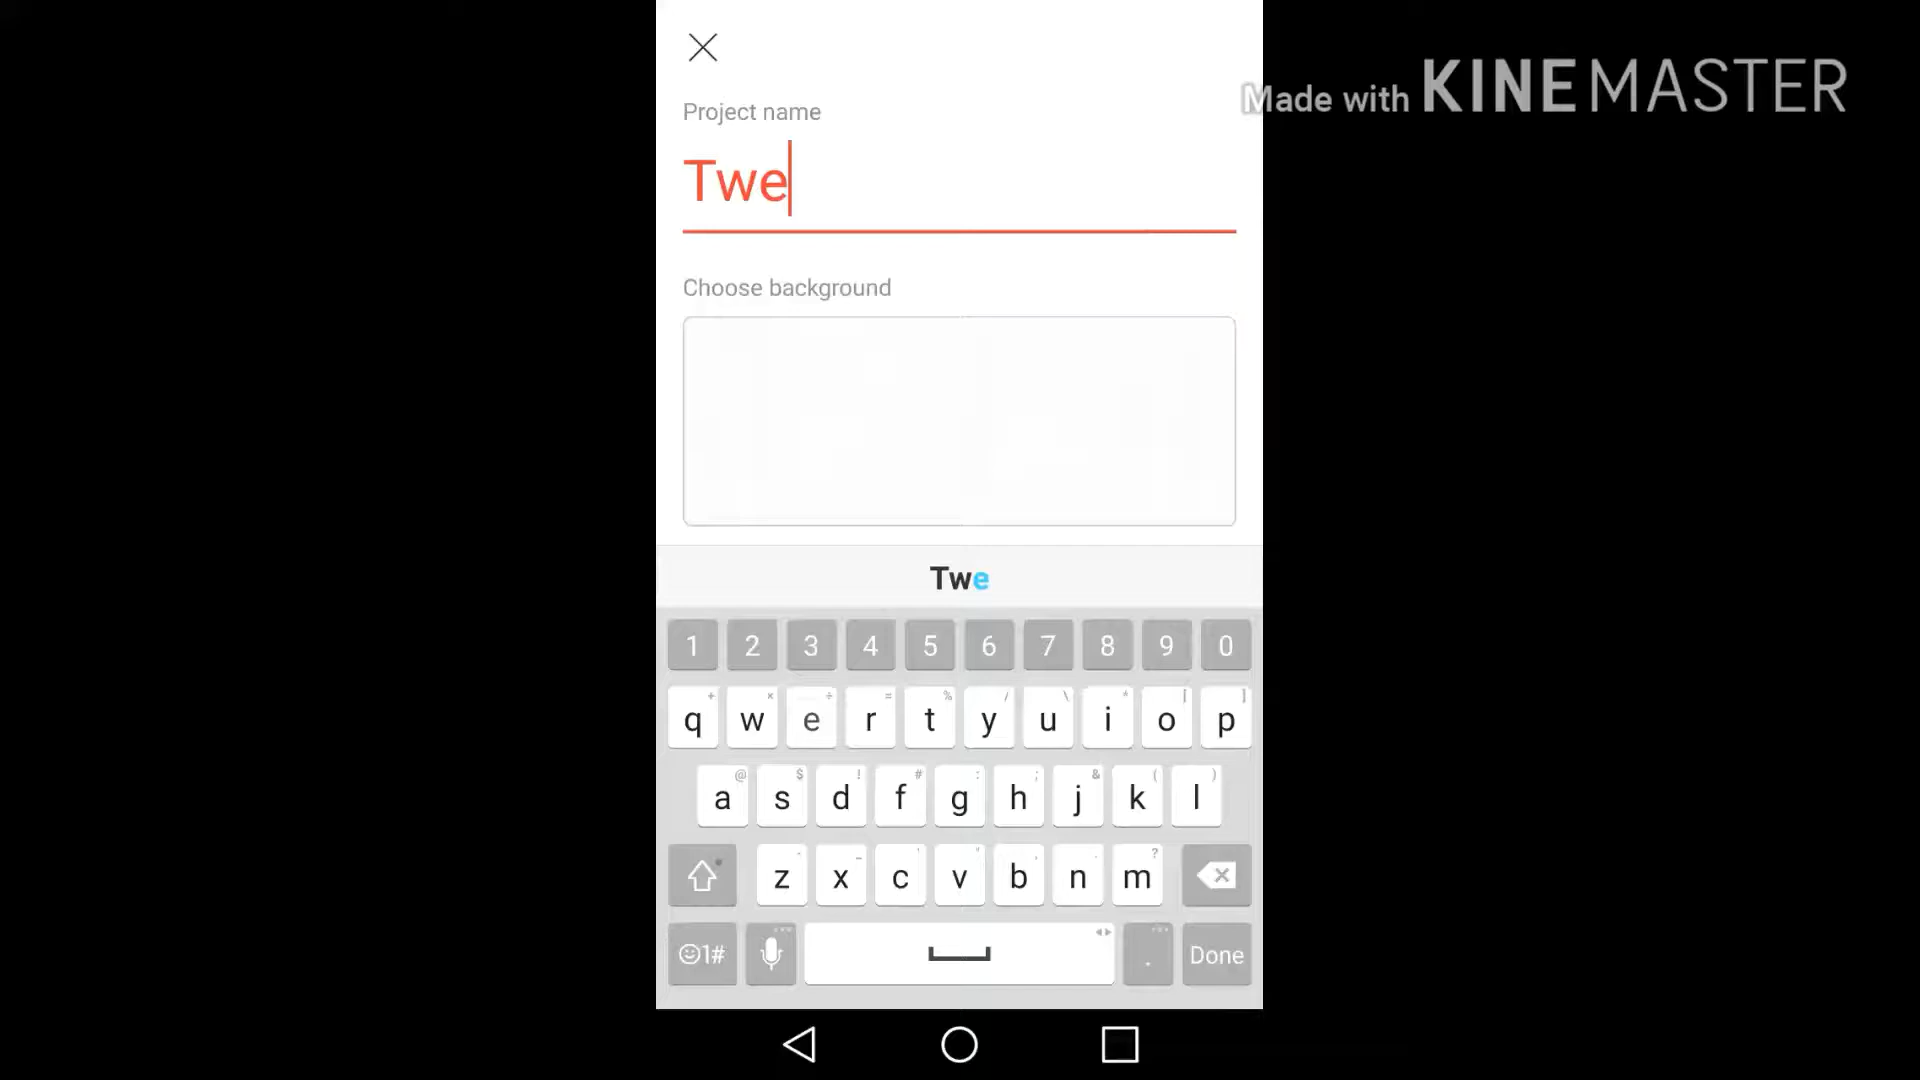 Made with KINEMASTER
Project name
Twe
Choose background
Twe
1 2 3 4 5 6 7 8 9 0
+ × ÷ = % / \ * [ ]
q w e r t y u i o p
@ $ ! # : ; & ( )
a s d f g h j k l
?
z x c v b n m
1# . Done